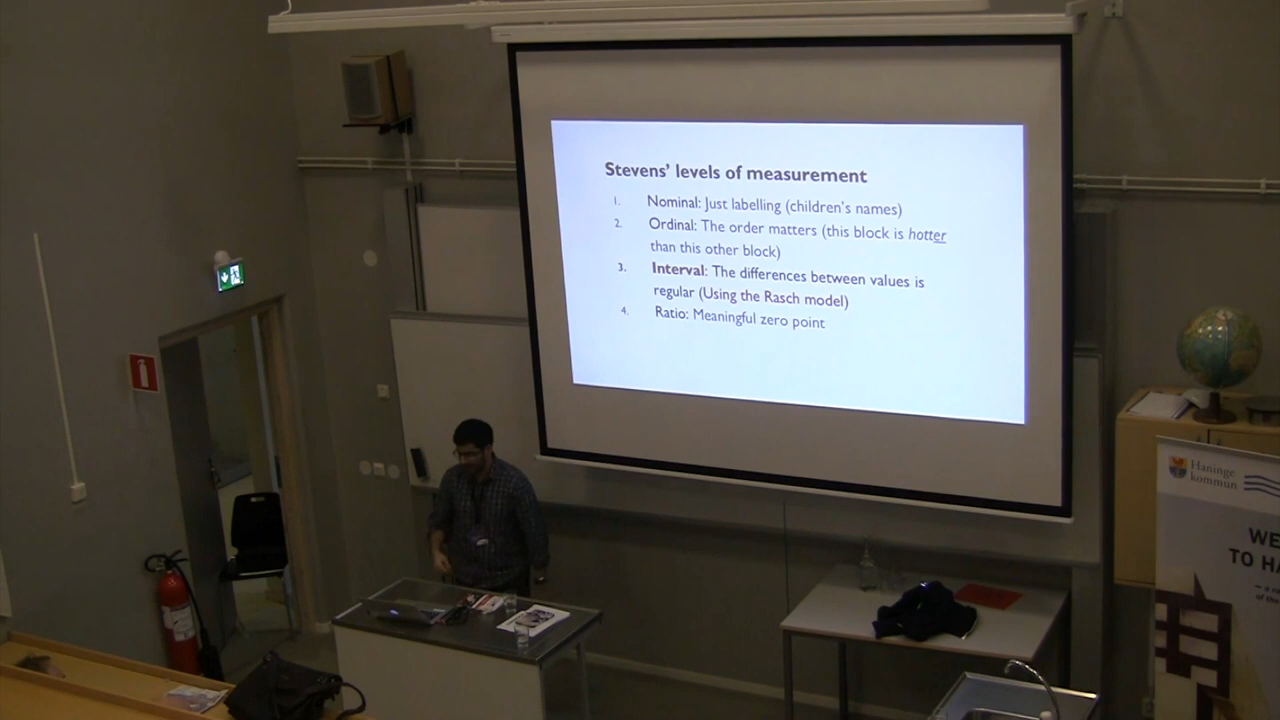 Stevens' levels of measurement
1. Nominal: Just labelling (children's names)
2. Ordinal: The order matters (this block is hotter
than this other block)
3. Interval: The differences between values is
regular (Using the Rasch model)
4. Ratio: Meaningful zero point
Haninge
kommun
WE
TO HA